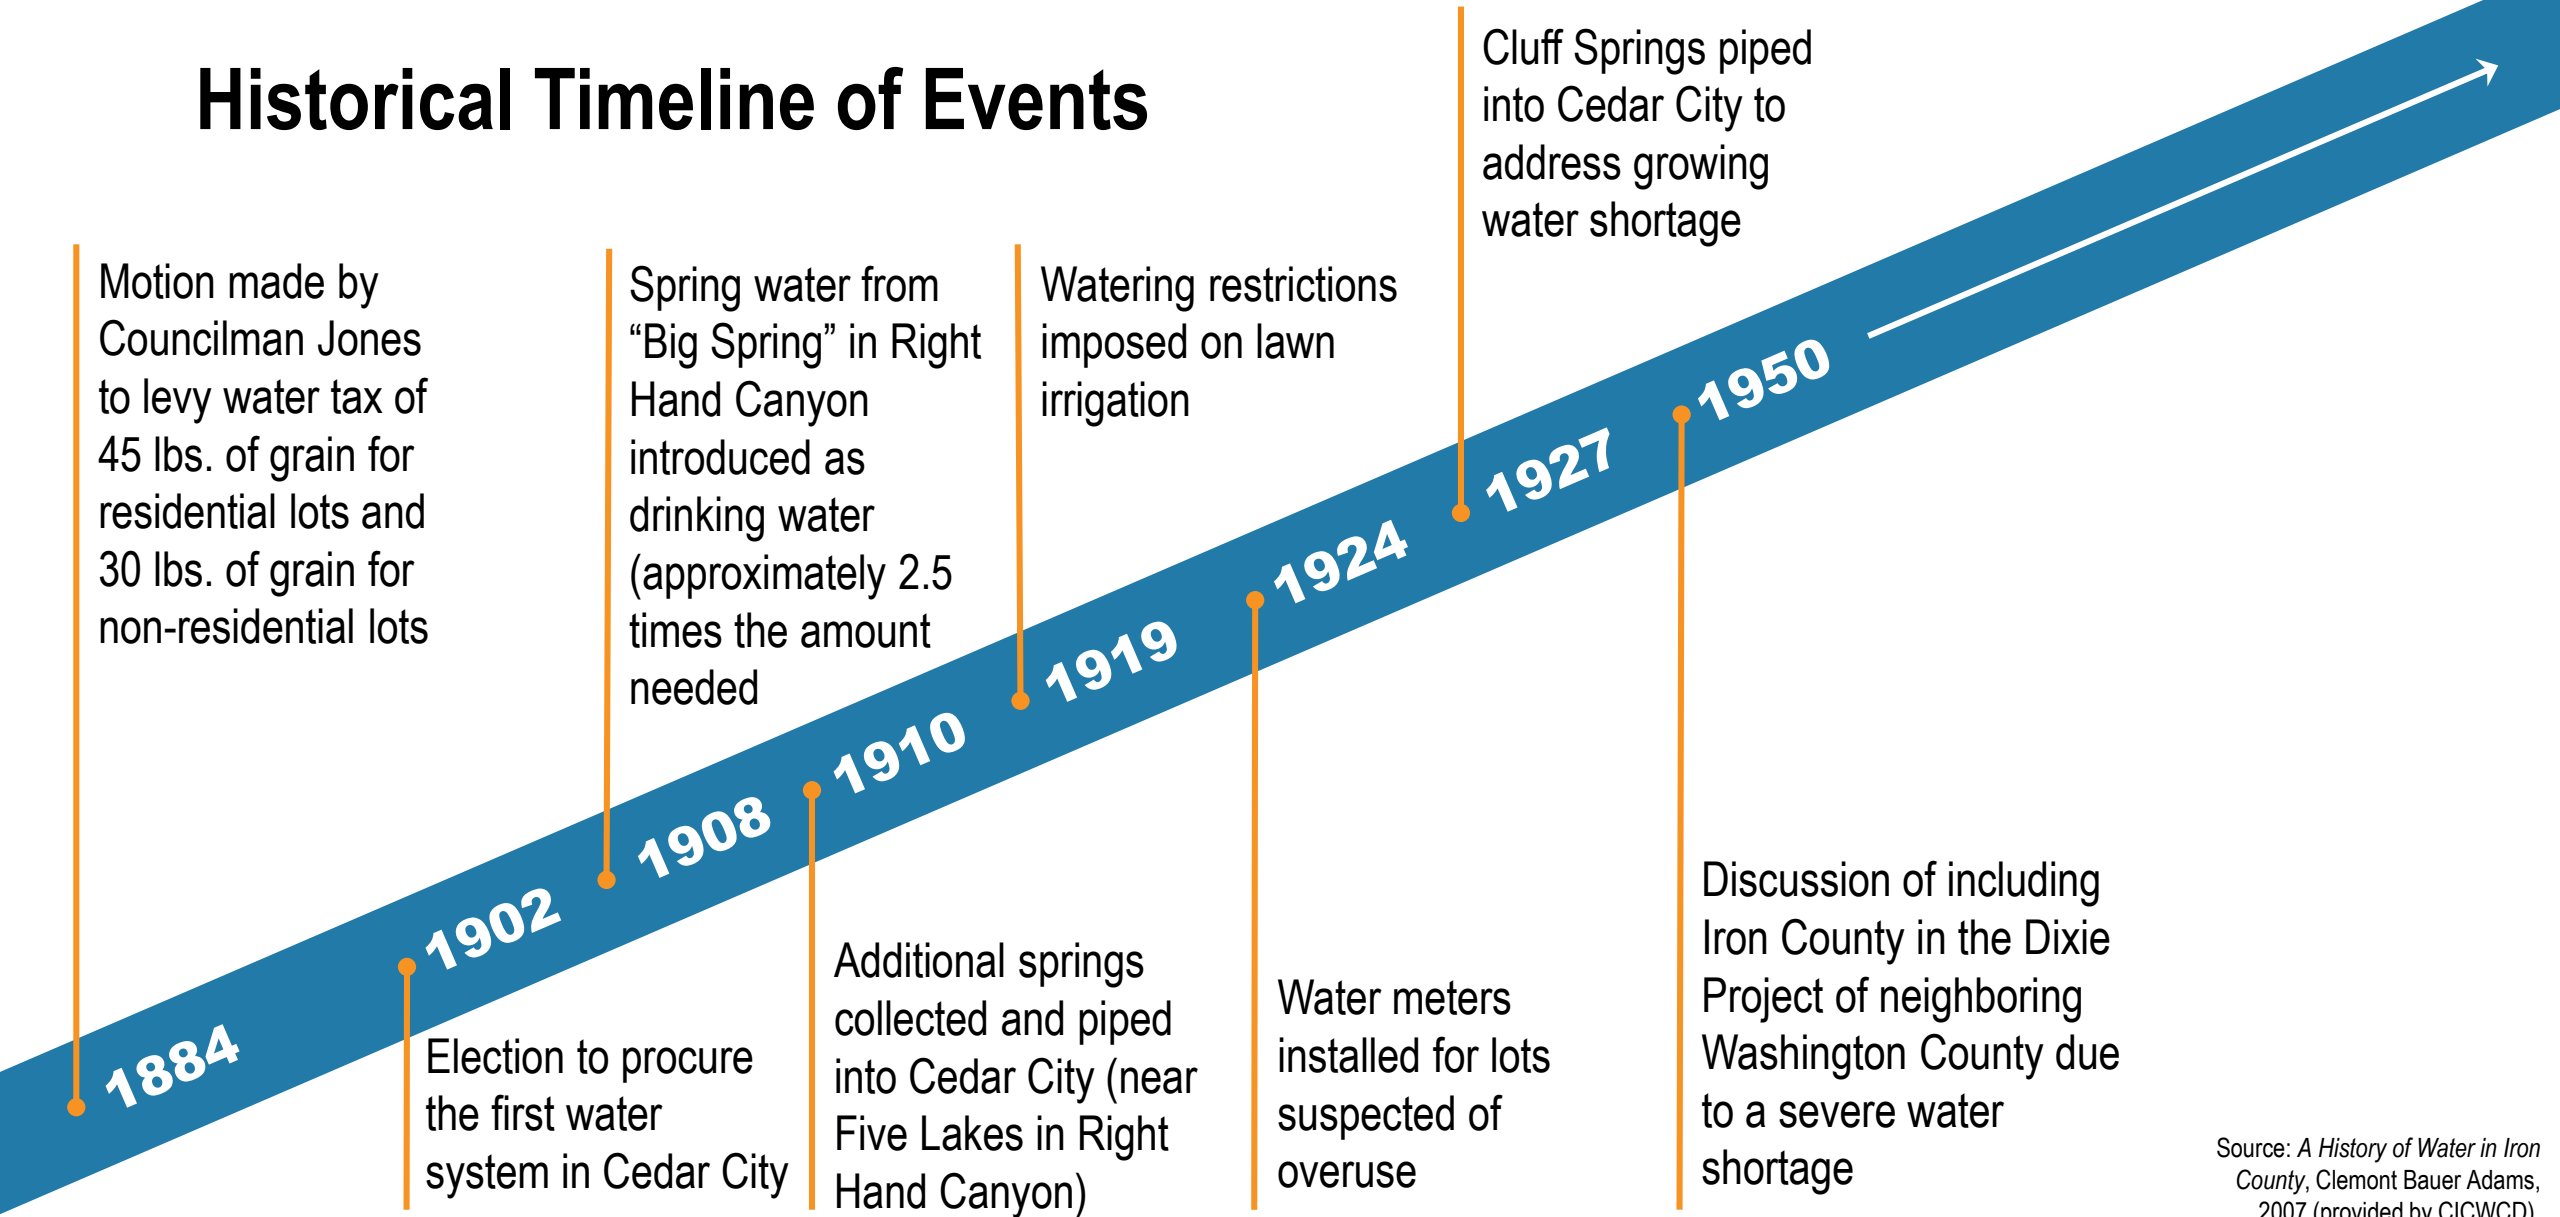 Historical Timeline of Events
Motion made by
Councilman Jones
to levy water tax of
45 lbs. of grain for
residential lots and
30 lbs. of grain for
non-residential lots
1884
1902
Election to procure
the first water
system in Cedar City
Spring water from
“Big Spring” in Right
Hand Canyon
introduced as
drinking water
(approximately 2.5
times the amount
needed
1908
1910
Additional springs
collected and piped
into Cedar City (near
Five Lakes in Right
Hand Canyon)
Watering restrictions
imposed on lawn
irrigation
1919
1924
Water meters
installed for lots
suspected of
overuse
Cluff Springs piped
into Cedar City to
address growing
water shortage
1927
1950
Discussion of including
Iron County in the Dixie
Project of neighboring
Washington County due
to a severe water
shortage
Source: A History of Water in Iron
County, Clemont Bauer Adams,
2007 (provided by CICWCD)